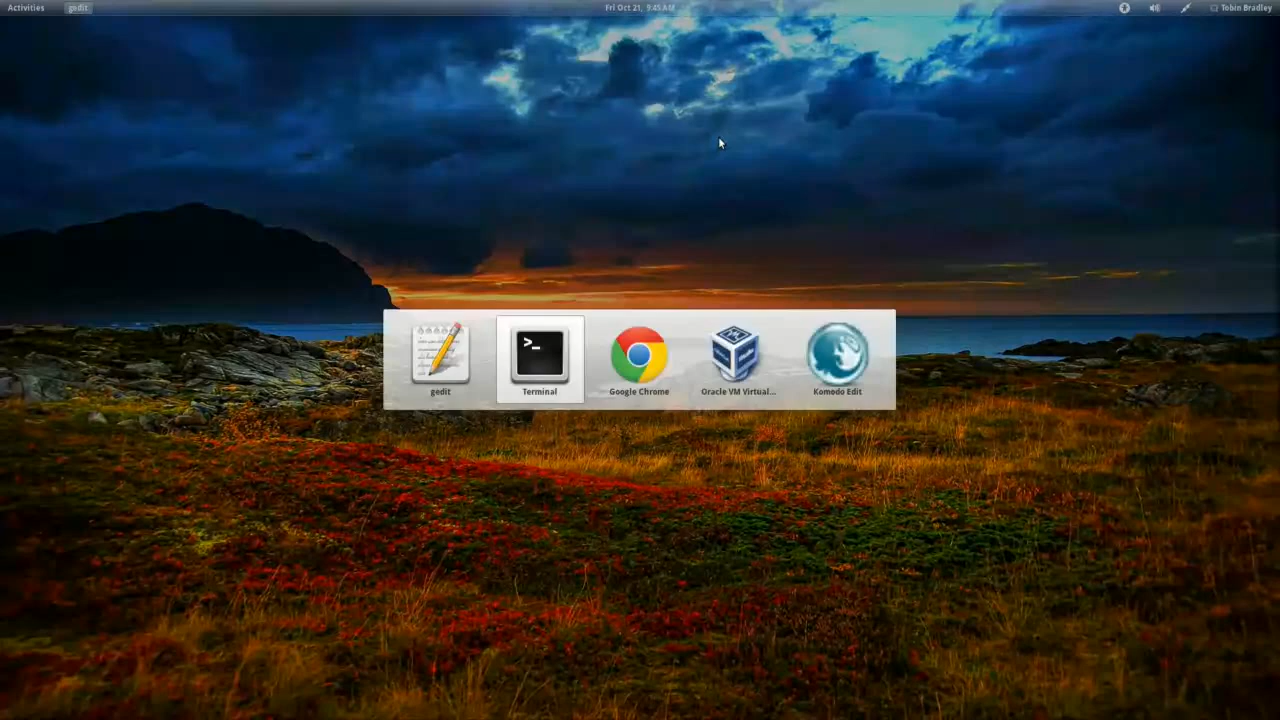 Activities gedit Fri Oct 21, 9:45 AM Tobin Bradley
>_
gedit Terminal Google Chrome Oracle VM Virtual... Komodo Edit